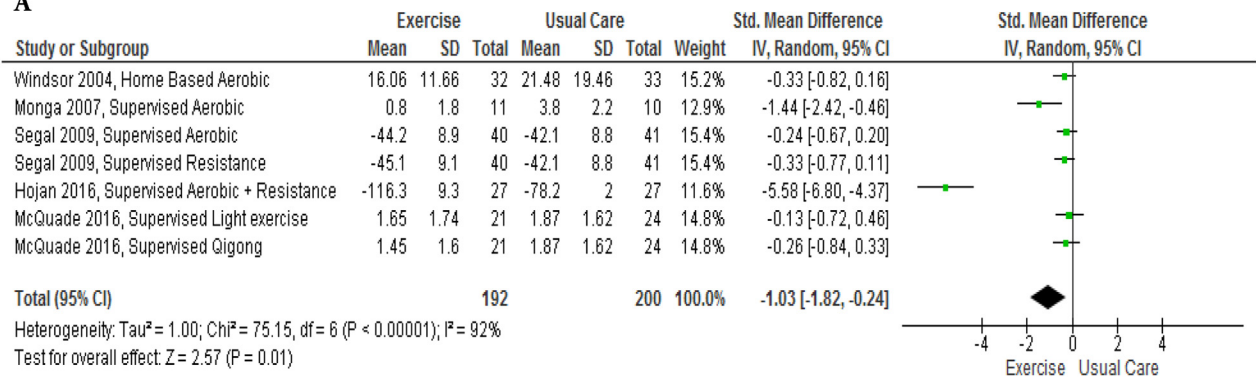 A
Exercise Usual Care Std. Mean Difference Std. Mean Difference
Study or Subgroup Mean SD Total Mean SD Total Weight IV, Random, 95% CI IV, Random, 95% CI
Windsor 2004, Home Based Aerobic 16.06 11.66 32 21.48 19.46 33 15.2% -0.33 [-0.82, 0.16]
Monga 2007, Supervised Aerobic 0.8 1.8 11 3.8 2.2 10 12.9% -1.44 [-2.42, -0.46]
Segal 2009, Supervised Aerobic -44.2 8.9 40 -42.1 8.8 41 15.4% -0.24 [-0.67, 0.20]
Segal 2009, Supervised Resistance -45.1 9.1 40 -42.1 8.8 41 15.4% -0.33 [-0.77, 0.11]
Hojan 2016, Supervised Aerobic + Resistance -116.3 9.3 27 -78.2 2 27 11.6% -5.58 [-6.80, -4.37]
McQuade 2016, Supervised Light exercise 1.65 1.74 21 1.87 1.62 24 14.8% -0.13 [-0.72, 0.46]
McQuade 2016, Supervised Qigong 1.45 1.6 21 1.87 1.62 24 14.8% -0.26 [-0.84, 0.33]
Total (95% CI) 192 200 100.0% -1.03 [-1.82, -0.24]
Heterogeneity: Tau² = 1.00; Chi² = 75.15, df = 6 (P < 0.00001); I² = 92%
Test for overall effect: Z = 2.57 (P = 0.01)
-4 -2 0 2 4
Exercise Usual Care